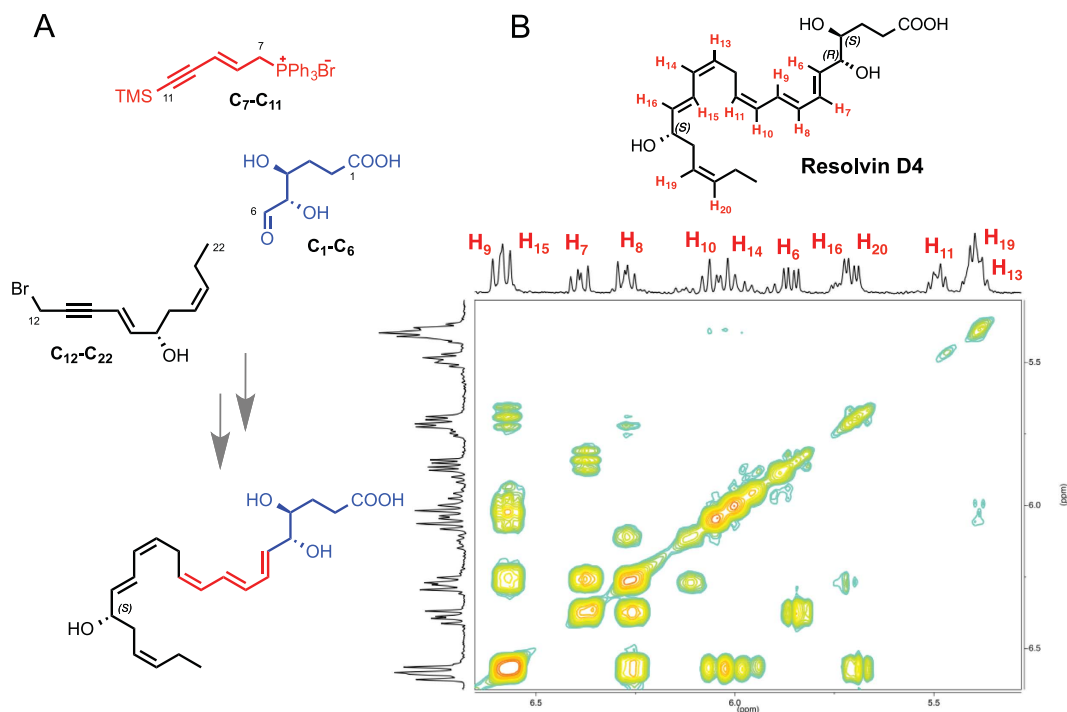 A
B
7
TMS
11
+
PPh3Br
−
C7-C11
HO
COOH
1
6
OH
O
C1-C6
22
Br
12
OH
C12-C22
HO
COOH
OH
(S)
HO
HO
COOH
(S)
(R)
OH
H13
H14
H6
H9
H16
H15
H11
H7
H10
H8
(S)
HO
H19
H20
Resolvin D4
H9
H15
H7
H8
H10
H14
H6
H16
H20
H11
H19
H13
5.5
6.0
(ppm)
6.5
6.5
6.0
5.5
(ppm)